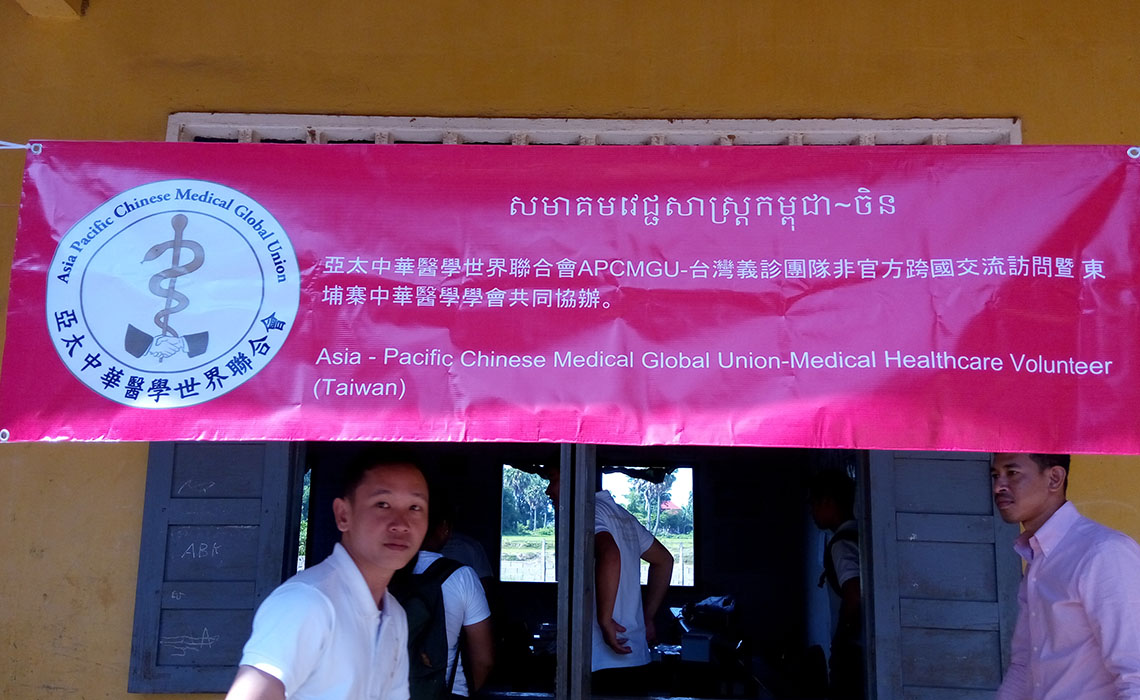 Asia Pacific Chinese Medical Global Union
亞太中華醫學世界聯合會
សមាគមវេជ្ជសាស្ត្រកម្ពុជា~ចិន
亞太中華醫學世界聯合會APCMGU-台灣義診團隊非官方跨國交流訪問暨 東
埔寨中華醫學學會共同協辦。
Asia - Pacific Chinese Medical Global Union-Medical Healthcare Volunteer
(Taiwan)
ABK
A